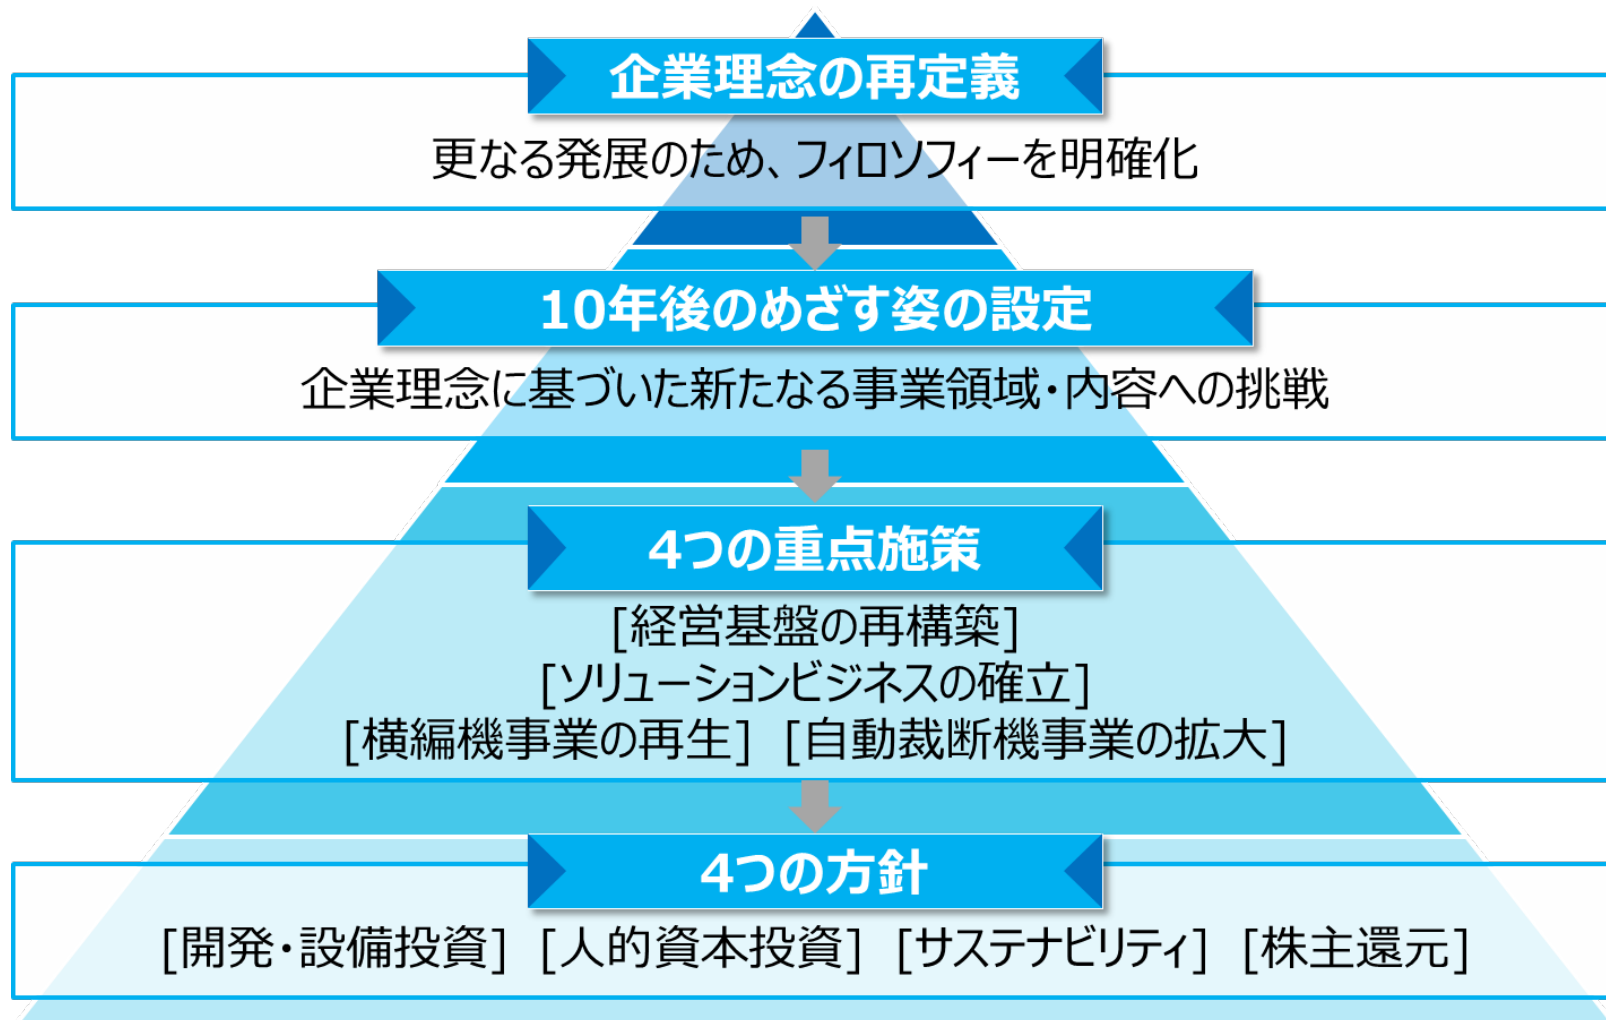 企業理念の再定義
更なる発展のため、フィロソフィーを明確化
10年後のめざす姿の設定
企業理念に基づいた新たなる事業領域・内容への挑戦
4つの重点施策
[経営基盤の再構築]
[ソリューションビジネスの確立]
[横編機事業の再生] [自動裁断機事業の拡大]
4つの方針
[開発・設備投資] [人的資本投資] [サステナビリティ] [株主還元]